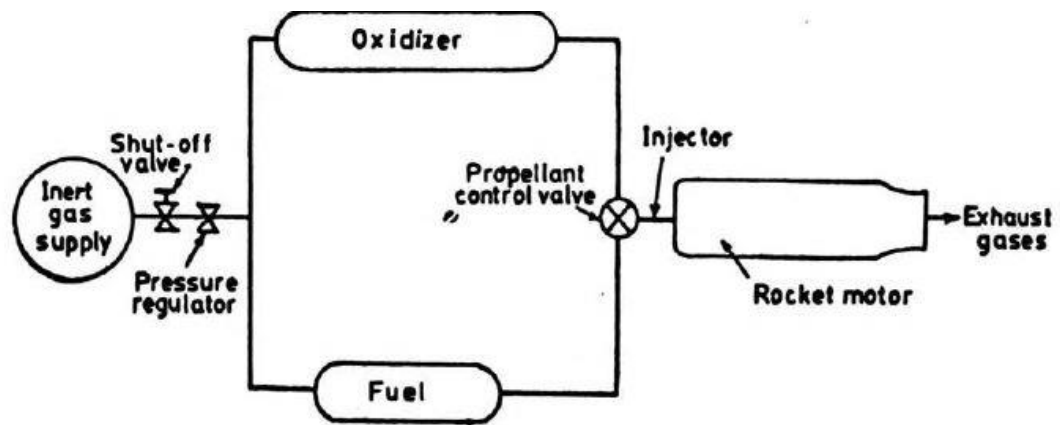 Oxidizer
Shut-off
valve
Inert
gas
supply
Pressure
regulator
Propellant
control valve
Injector
Exhaust
gases
Rocket motor
Fuel